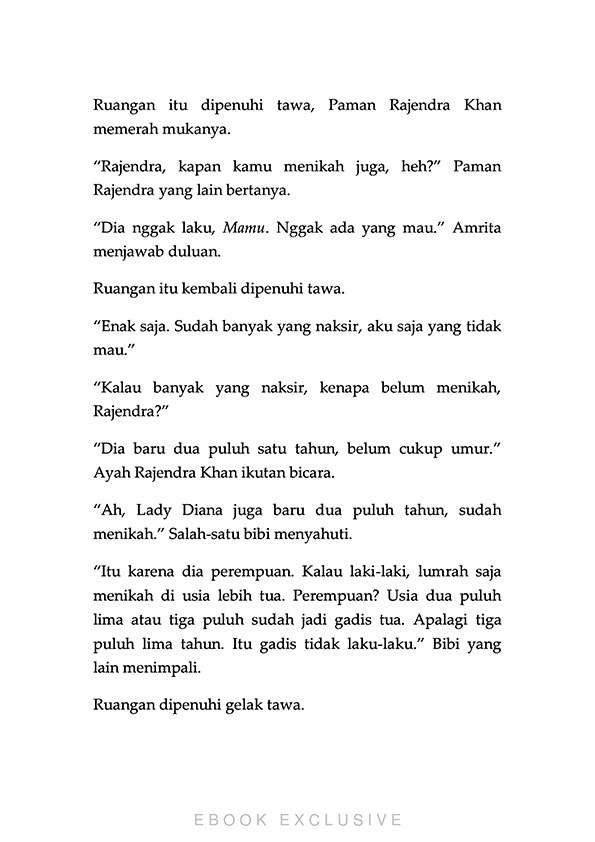 Ruangan itu dipenuhi tawa, Paman Rajendra Khan
memerah mukanya.
“Rajendra, kapan kamu menikah juga, heh?” Paman
Rajendra yang lain bertanya.
“Dia nggak laku, Mamu. Nggak ada yang mau.” Amrita
menjawab duluan.
Ruangan itu kembali dipenuhi tawa.
“Enak saja. Sudah banyak yang naksir, aku saja yang tidak
mau.”
“Kalau banyak yang naksir, kenapa belum menikah,
Rajendra?”
“Dia baru dua puluh satu tahun, belum cukup umur.”
Ayah Rajendra Khan ikutan bicara.
“Ah, Lady Diana juga baru dua puluh tahun, sudah
menikah.” Salah-satu bibi menyahuti.
“Itu karena dia perempuan. Kalau laki-laki, lumrah saja
menikah di usia lebih tua. Perempuan? Usia dua puluh
lima atau tiga puluh sudah jadi gadis tua. Apalagi tiga
puluh lima tahun. Itu gadis tidak laku-laku.” Bibi yang
lain menimpali.
Ruangan dipenuhi gelak tawa.
EBOOK EXCLUSIVE